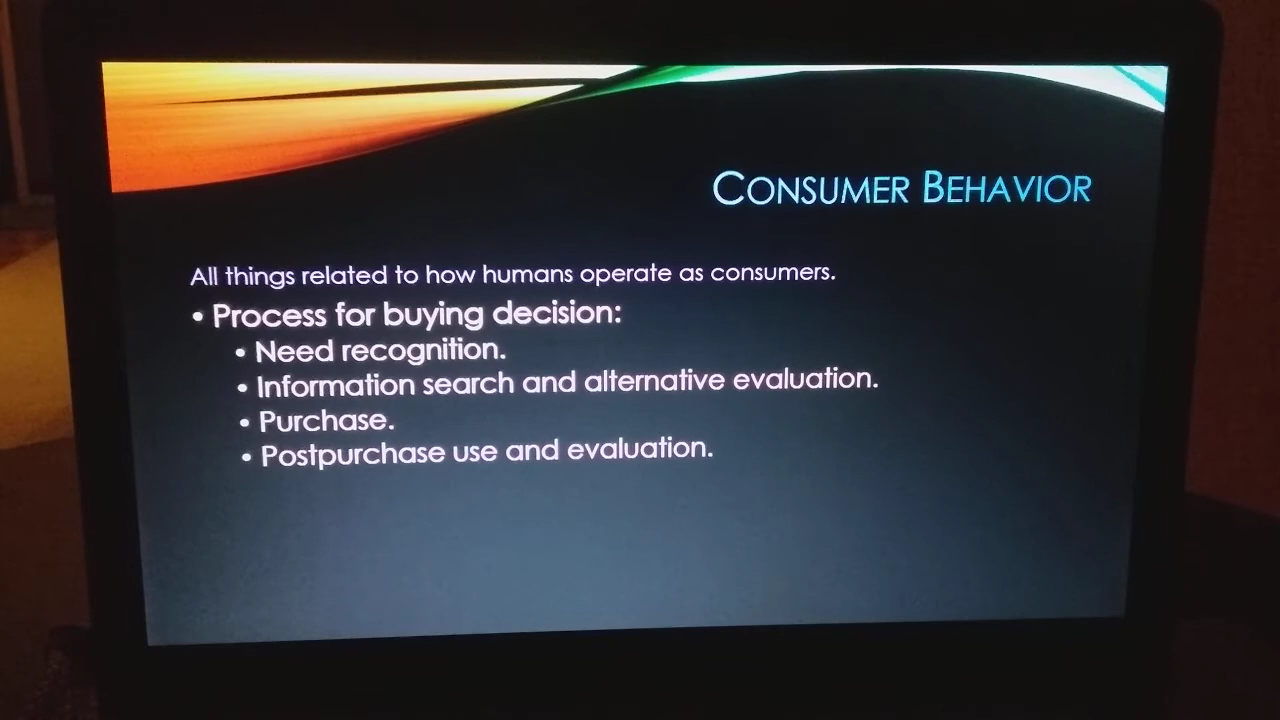 CONSUMER BEHAVIOR
All things related to how humans operate as consumers.
• Process for buying decision:
• Need recognition.
• Information search and alternative evaluation.
• Purchase.
• Postpurchase use and evaluation.